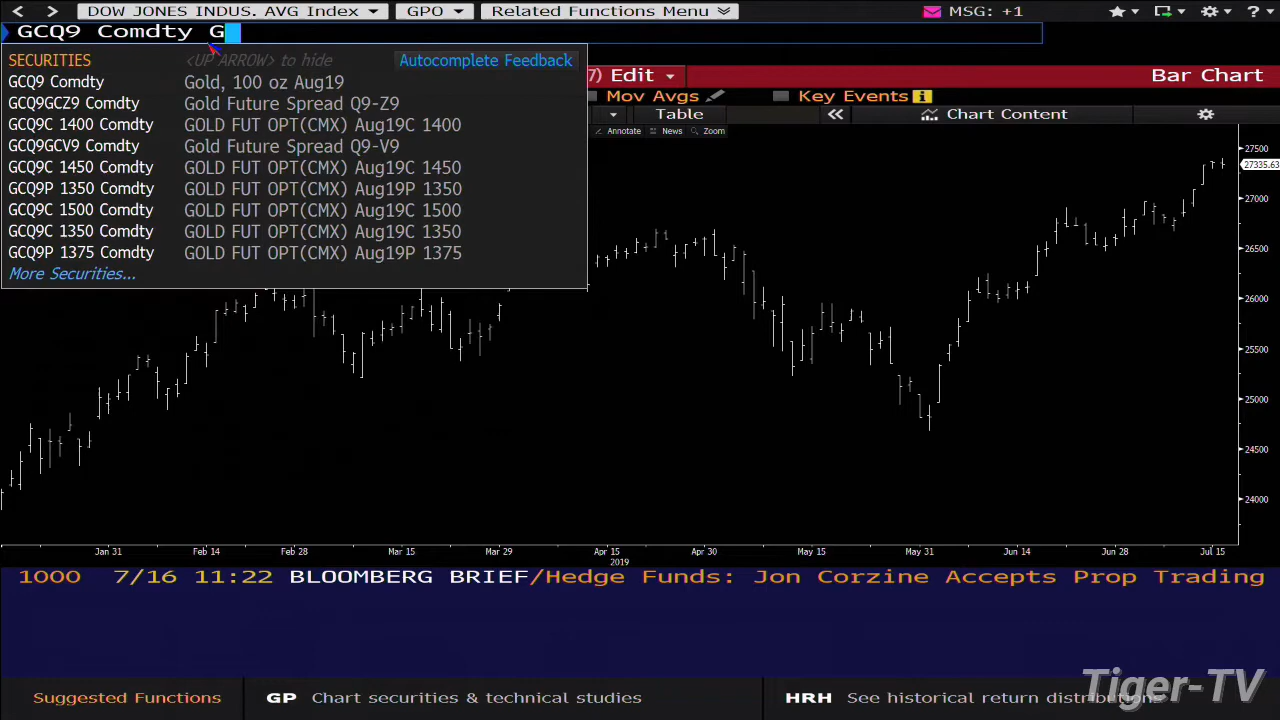 < > DOW JONES INDUS. AVG Index GPO Related Functions Menu MSG: +1 ?
GCQ9 Comdty G
SECURITIES <UP ARROW> to hide Autocomplete Feedback
GCQ9 Comdty Gold, 100 oz Aug19
GCQ9GCZ9 Comdty Gold Future Spread Q9-Z9
GCQ9C 1400 Comdty GOLD FUT OPT(CMX) Aug19C 1400
GCQ9GCV9 Comdty Gold Future Spread Q9-V9
GCQ9C 1450 Comdty GOLD FUT OPT(CMX) Aug19C 1450
GCQ9P 1350 Comdty GOLD FUT OPT(CMX) Aug19P 1350
GCQ9C 1500 Comdty GOLD FUT OPT(CMX) Aug19C 1500
GCQ9C 1350 Comdty GOLD FUT OPT(CMX) Aug19C 1350
GCQ9P 1375 Comdty GOLD FUT OPT(CMX) Aug19P 1375
More Securities...
7) Edit Bar Chart
Mov Avgs Key Events i
Table << Chart Content
Annotate News Zoom
27500
27335.63
27000
26500
26000
25500
25000
24500
24000
Jan 31 Feb 14 Feb 28 Mar 15 Mar 29 Apr 15 Apr 30 May 15 May 31 Jun 14 Jun 28 Jul 15
2019
1000 7/16 11:22 BLOOMBERG BRIEF/Hedge Funds: Jon Corzine Accepts Prop Trading
Suggested Functions GP Chart securities & technical studies HRH See historical return distributions
Tiger-TV